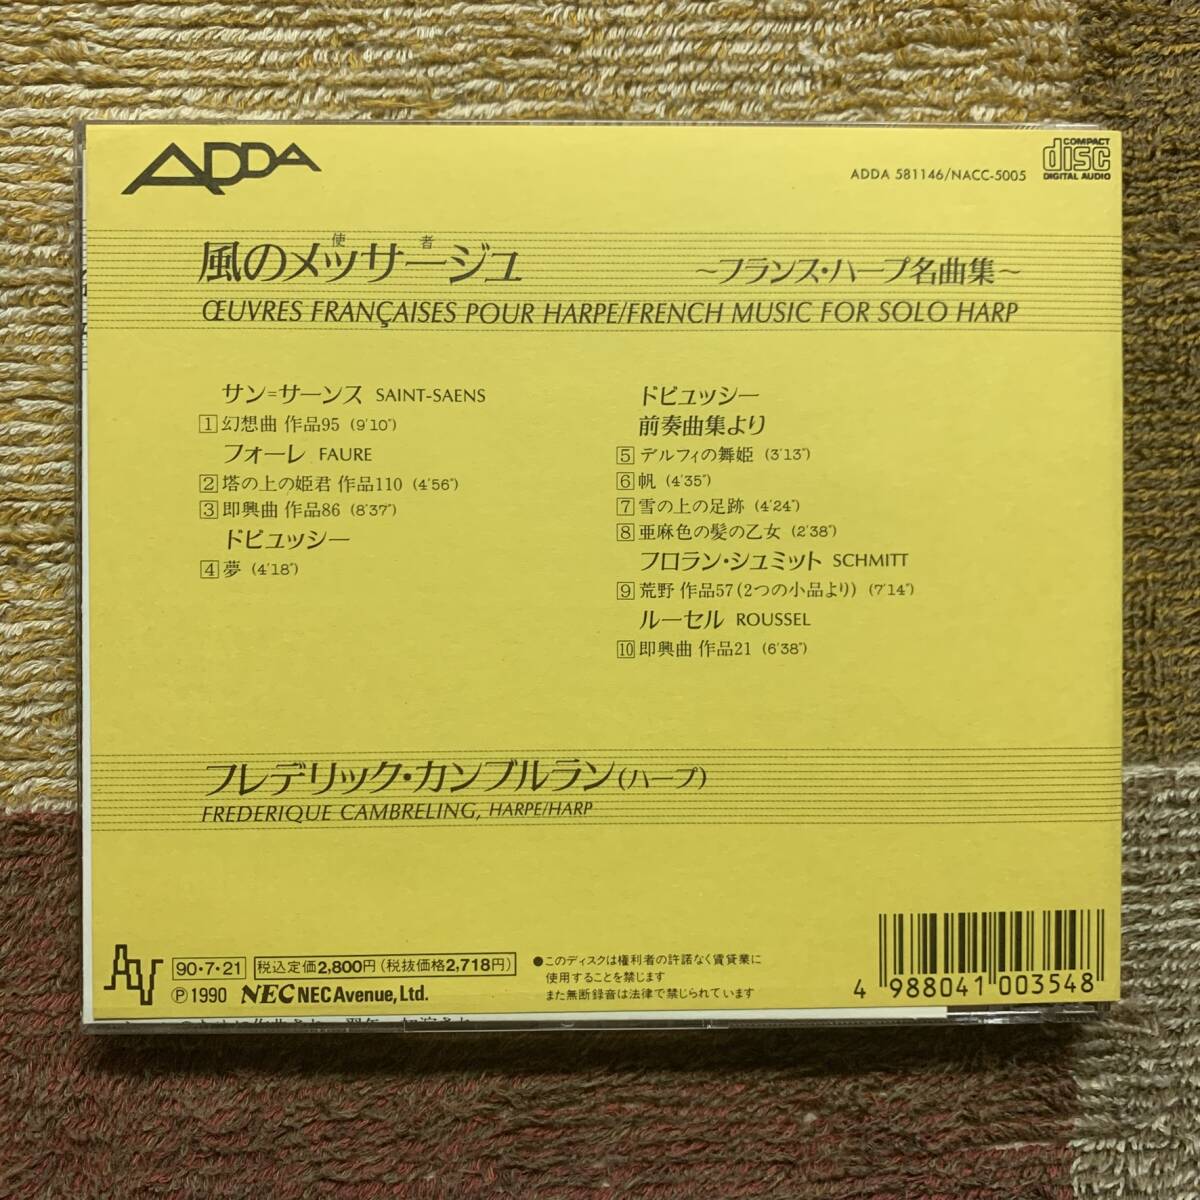 ADDA
ADDA 581146/NACC-5005
COMPACT
disc
DIGITAL AUDIO
使者
風のメッサージュ
～フランス・ハープ名曲集～
ŒUVRES FRANÇAISES POUR HARPE/FRENCH MUSIC FOR SOLO HARP
サン=サーンス SAINT-SAENS
1 幻想曲 作品95 (9'10")
フォーレ FAURE
2 塔の上の姫君 作品110 (4'56")
3 即興曲 作品86 (8'37")
ドビュッシー
4 夢 (4'18")
ドビュッシー
前奏曲集より
5 デルフィの舞姫 (3'13")
6 帆 (4'35")
7 雪の上の足跡 (4'24")
8 亜麻色の髪の乙女 (2'38")
フロラン・シュミット SCHMITT
9 荒野 作品57 (2つの小品より) (7'14")
ルーセル ROUSSEL
10 即興曲 作品21 (6'38")
フレデリック・カンブルラン(ハープ)
FREDERIQUE CAMBRELING, HARPE/HARP
90・7・21 税込定価2,800円(税抜価格2,718円)
Ⓟ1990 NEC NEC Avenue, Ltd.
●このディスクは権利者の許諾なく賃貸業に
使用することを禁じます
また無断録音は法律で禁じられています
4 988041 003548